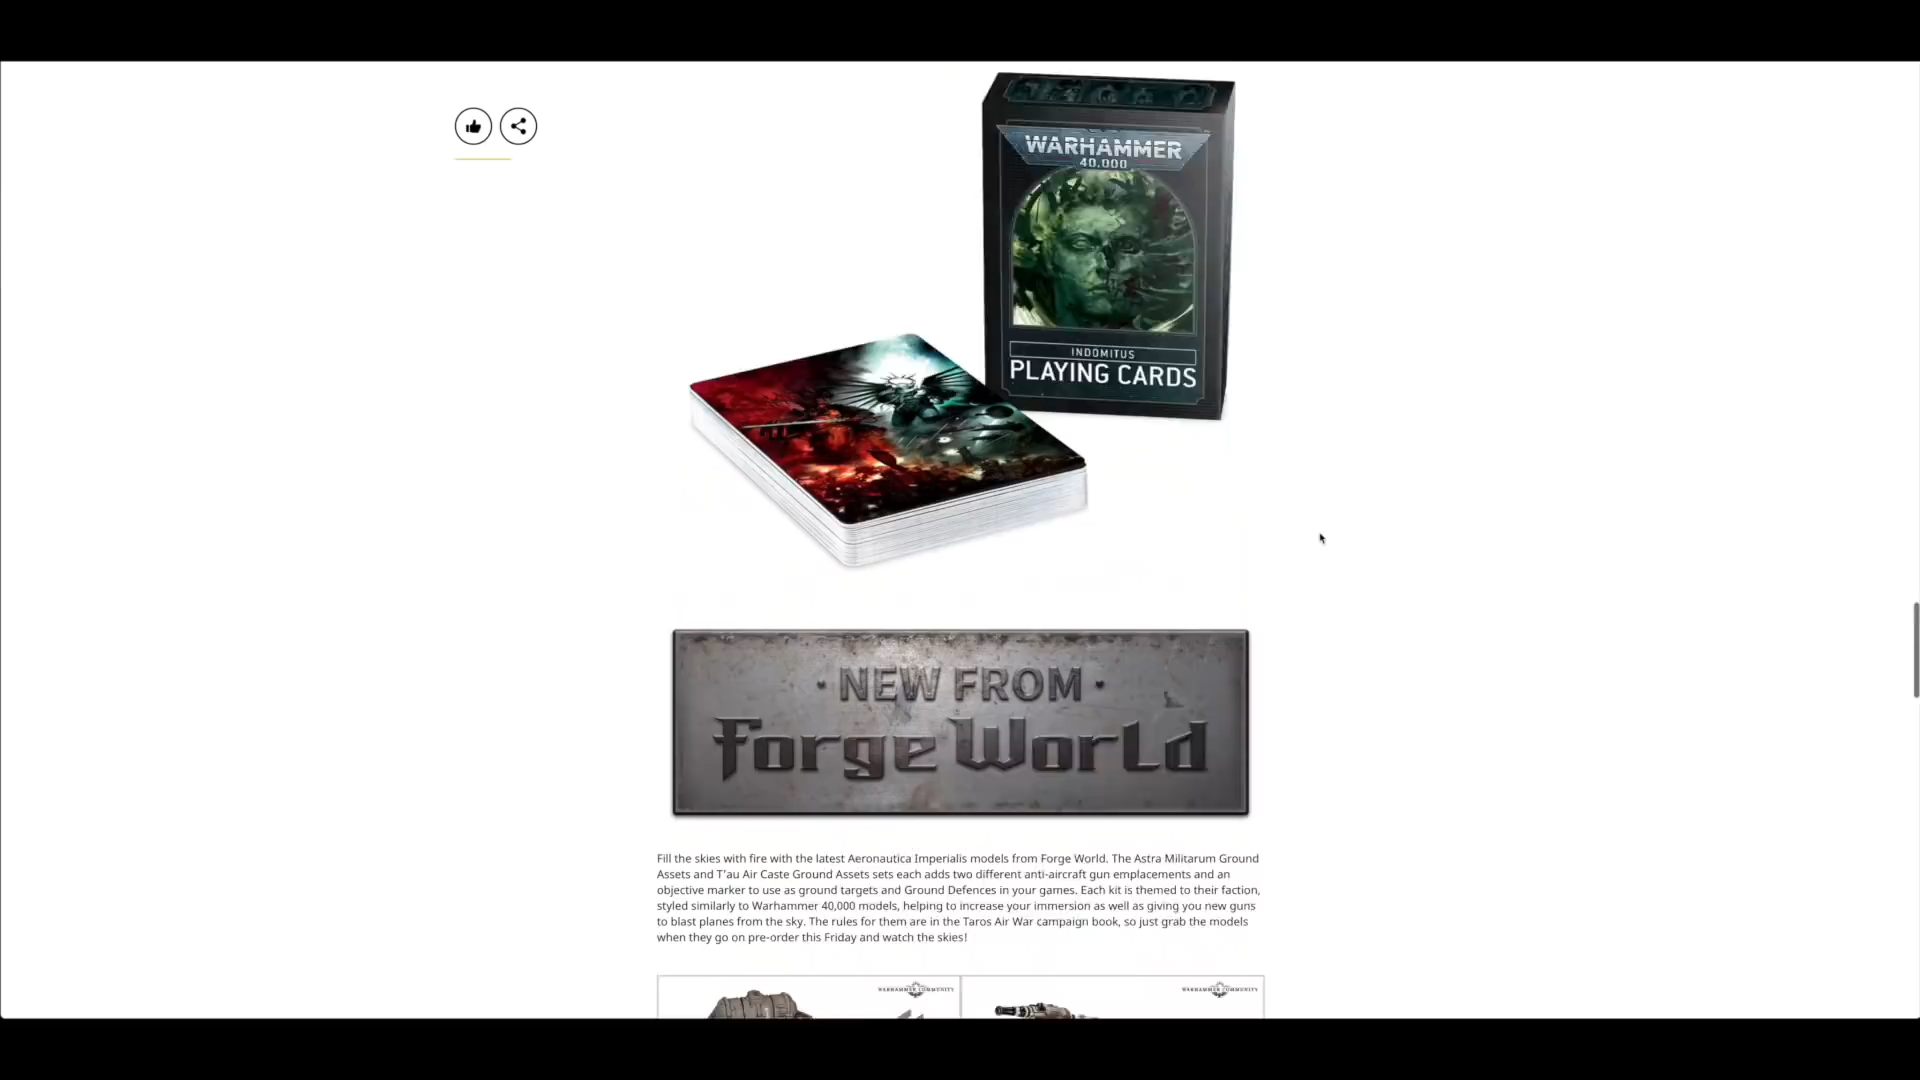 WARHAMMER
40,000
INDOMITUS
PLAYING CARDS
· NEW FROM ·
Forge World
Fill the skies with fire with the latest Aeronautica Imperialis models from Forge World. The Astra Militarum Ground
Assets and T'au Air Caste Ground Assets sets each adds two different anti-aircraft gun emplacements and an
objective marker to use as ground targets and Ground Defences in your games. Each kit is themed to their faction,
styled similarly to Warhammer 40,000 models, helping to increase your immersion as well as giving you new guns
to blast planes from the sky. The rules for them are in the Taros Air War campaign book, so just grab the models
when they go on pre-order this Friday and watch the skies!
WARHAMMER COMMUNITY
WARHAMMER COMMUNITY